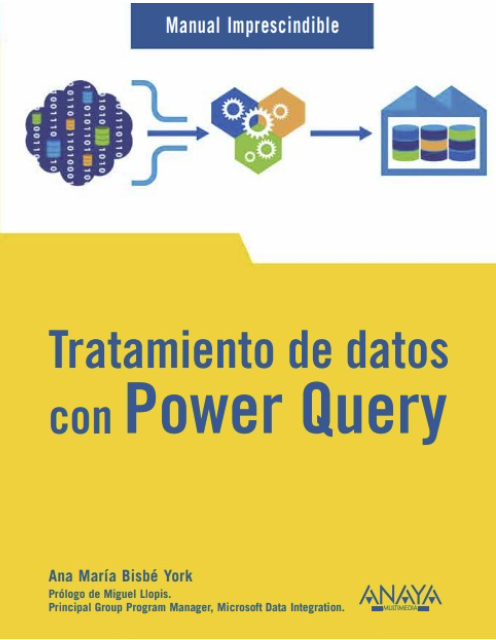 Manual Imprescindible
Tratamiento de datos
con Power Query
Ana María Bisbé York
Prólogo de Miguel Llopis.
Principal Group Program Manager, Microsoft Data Integration.
ANAYA
MULTIMEDIA